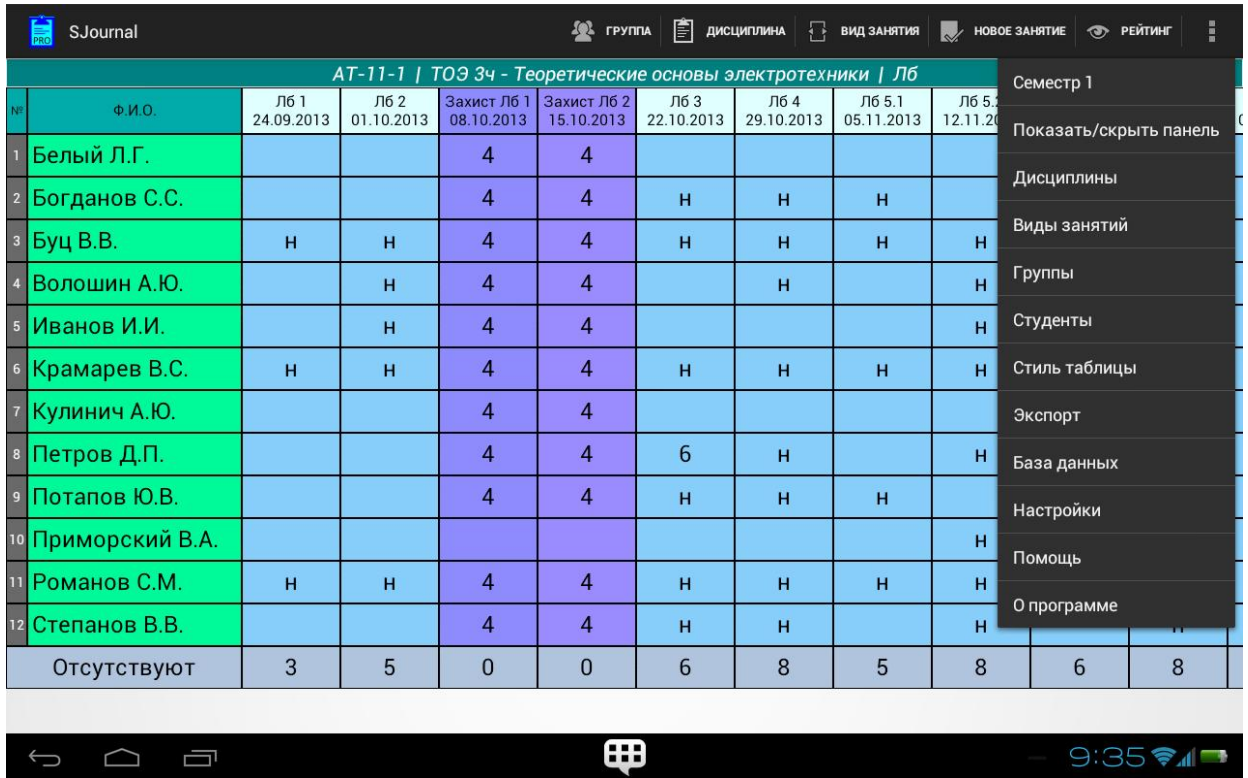 PRO SJournal ГРУППА ДИСЦИПЛИНА ВИД ЗАНЯТИЯ НОВОЕ ЗАНЯТИЕ РЕЙТИНГ
АТ-11-1 | ТОЭ 3ч - Теоретические основы электротехники | Лб
№ Ф.И.О. Лб 1 Лб 2 Захист Лб 1 Захист Лб 2 Лб 3 Лб 4 Лб 5.1
24.09.2013 01.10.2013 08.10.2013 15.10.2013 22.10.2013 29.10.2013 05.11.2013
1 Белый Л.Г. 4 4
2 Богданов С.С. 4 4 н н н
3 Буц В.В. н н 4 4 н н н н
4 Волошин А.Ю. н 4 4 н н
5 Иванов И.И. н 4 4 н
6 Крамарев В.С. н н 4 4 н н н н
7 Кулинич А.Ю. 4 4
8 Петров Д.П. 4 4 6 н н
9 Потапов Ю.В. 4 4 н н н
10 Приморский В.А. н
11 Романов С.М. н н 4 4 н н н н
12 Степанов В.В. 4 4 н н н
Отсутствуют 3 5 0 0 6 8 5 8 6 8
Семестр 1
Показать/скрыть панель
Дисциплины
Виды занятий
Группы
Студенты
Стиль таблицы
Экспорт
База данных
Настройки
Помощь
О программе
9:35